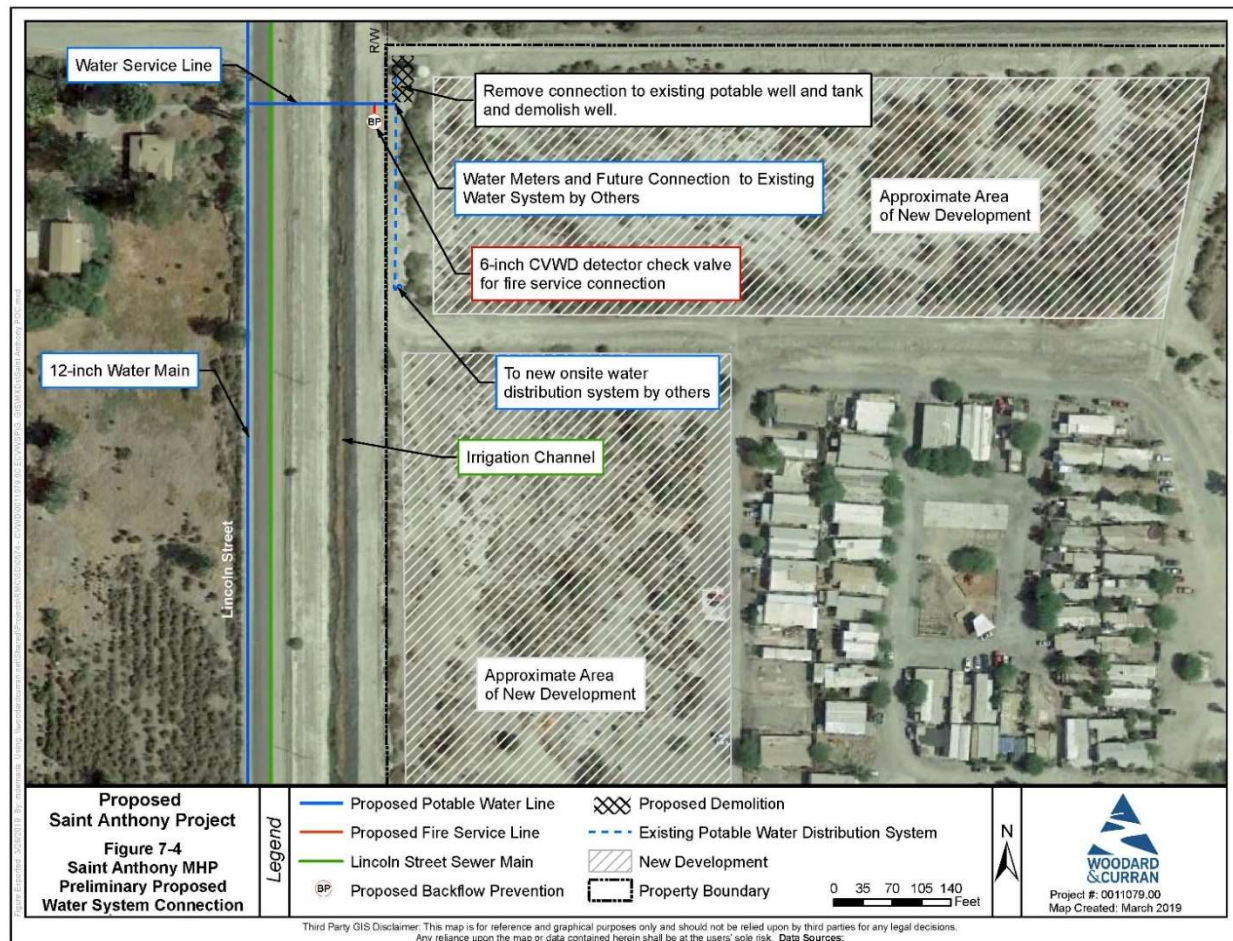 R/W
Water Service Line
Remove connection to existing potable well and tank
and demolish well.
BP
Water Meters and Future Connection to Existing
Water System by Others
Approximate Area
of New Development
6-inch CVWD detector check valve
for fire service connection
12-inch Water Main
To new onsite water
distribution system by others
Irrigation Channel
Lincoln Street
Approximate Area
of New Development
Proposed
Saint Anthony Project
Figure 7-4
Saint Anthony MHP
Preliminary Proposed
Water System Connection
Legend
Proposed Potable Water Line
Proposed Fire Service Line
Lincoln Street Sewer Main
BP Proposed Backflow Prevention
Proposed Demolition
Existing Potable Water Distribution System
New Development
Property Boundary
N
0 35 70 105 140
Feet
WOODARD
&CURRAN
Project #: 0011079.00
Map Created: March 2019
Third Party GIS Disclaimer: This map is for reference and graphical purposes only and should not be relied upon by third parties for any legal decisions.
Any reliance upon the map or data contained herein shall be at the users' sole risk. Data Sources: